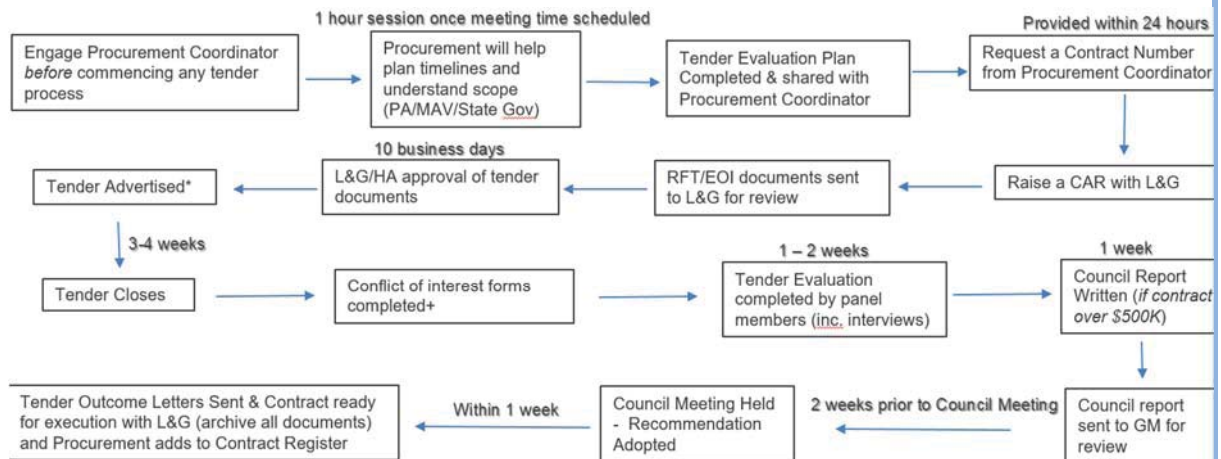 1 hour session once meeting time scheduled
Provided within 24 hours
Engage Procurement Coordinator
before commencing any tender
process
Procurement will help
plan timelines and
understand scope
(PA/MAV/State Gov)
Tender Evaluation Plan
Completed & shared with
Procurement Coordinator
Request a Contract Number
from Procurement Coordinator
Raise a CAR with L&G
RFT/EOI documents sent
to L&G for review
10 business days
L&G/HA approval of tender
documents
Tender Advertised*
3-4 weeks
Tender Closes
Conflict of interest forms
completed+
1 – 2 weeks
Tender Evaluation
completed by panel
members (inc. interviews)
1 week
Council Report
Written (if contract
over $500K)
Council report
sent to GM for
review
2 weeks prior to Council Meeting
Council Meeting Held
- Recommendation
Adopted
Within 1 week
Tender Outcome Letters Sent & Contract ready
for execution with L&G (archive all documents)
and Procurement adds to Contract Register